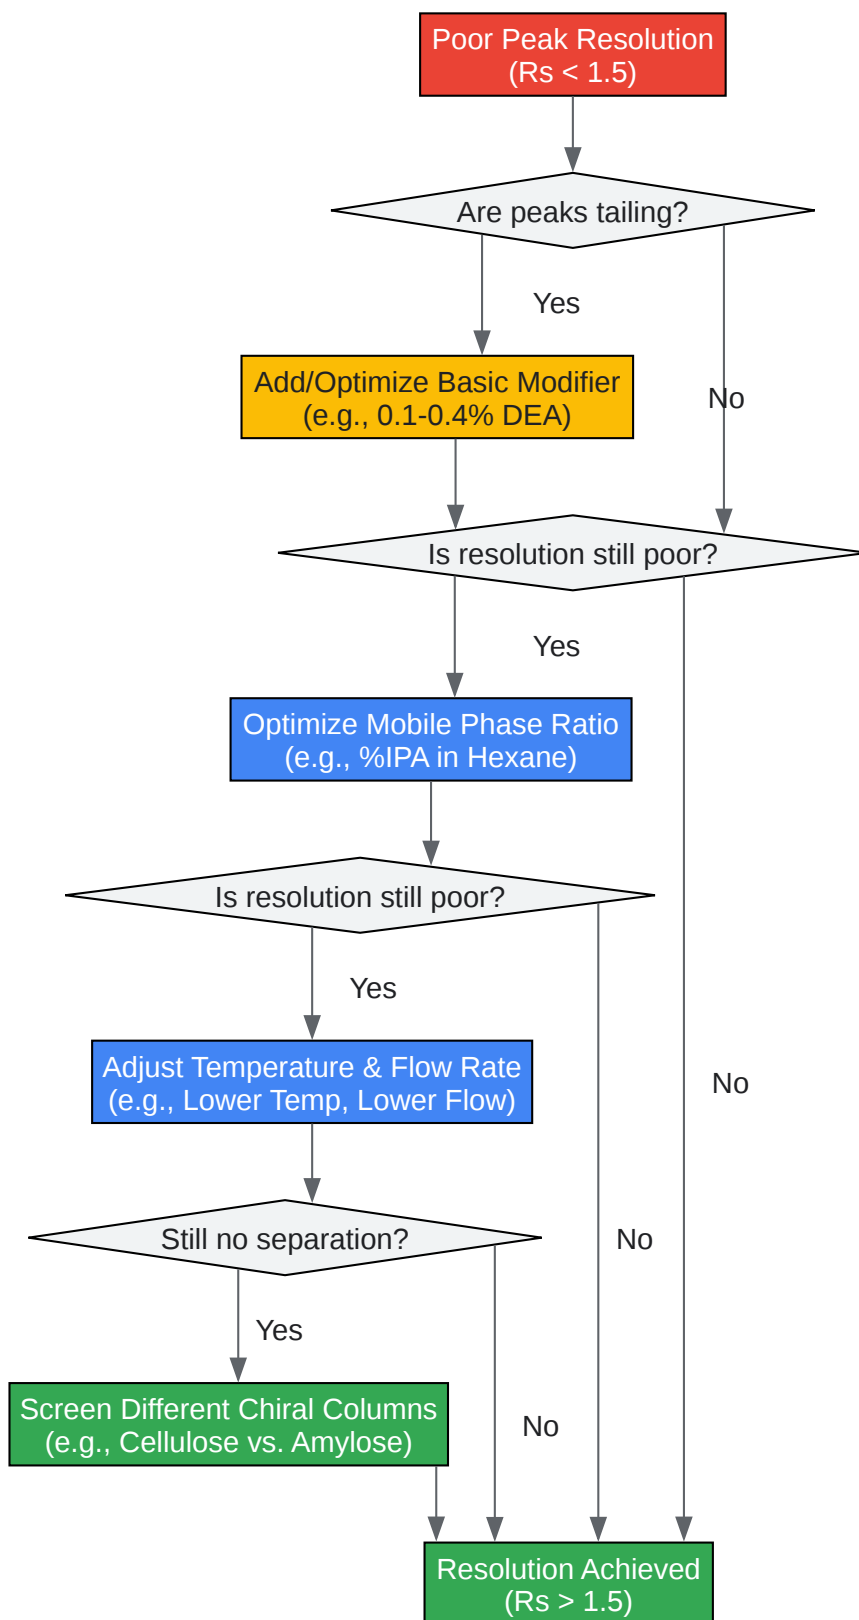 Poor Peak Resolution
(Rs < 1.5)
Are peaks tailing?
Yes
Add/Optimize Basic Modifier
(e.g., 0.1-0.4% DEA)
No
Is resolution still poor?
Yes
Optimize Mobile Phase Ratio
(e.g., %IPA in Hexane)
Is resolution still poor?
Yes
Adjust Temperature & Flow Rate
(e.g., Lower Temp, Lower Flow)
No
Still no separation?
No
Yes
Screen Different Chiral Columns
(e.g., Cellulose vs. Amylose)
No
Resolution Achieved
(Rs > 1.5)